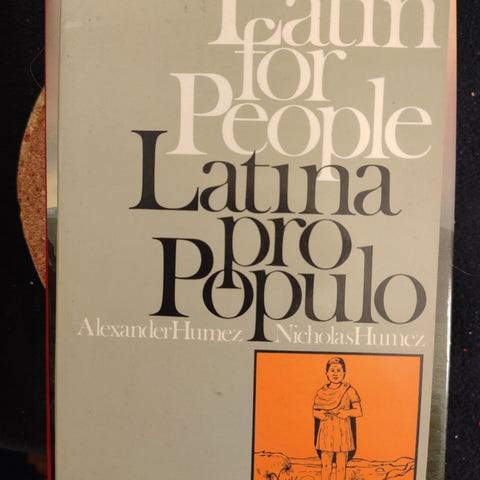 Latin
for
People
Latina
pro
Populo
Alexander Humez Nicholas Humez